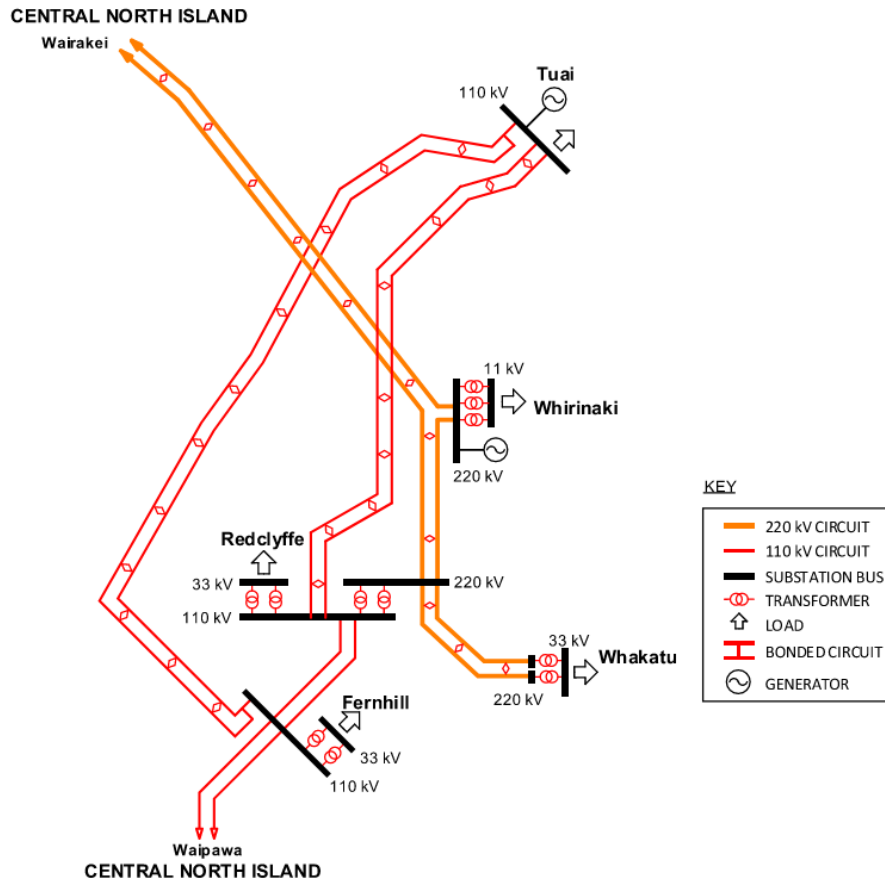 CENTRAL NORTH ISLAND
Wairakei
Tuai
110 kV
11 kV
Whirinaki
220 kV
KEY
220 kV CIRCUIT
110 kV CIRCUIT
SUBSTATION BUS
TRANSFORMER
LOAD
BONDED CIRCUIT
GENERATOR
Redclyffe
33 kV
220 kV
110 kV
33 kV
Whakatu
220 kV
Fernhill
33 kV
110 kV
Waipawa
CENTRAL NORTH ISLAND